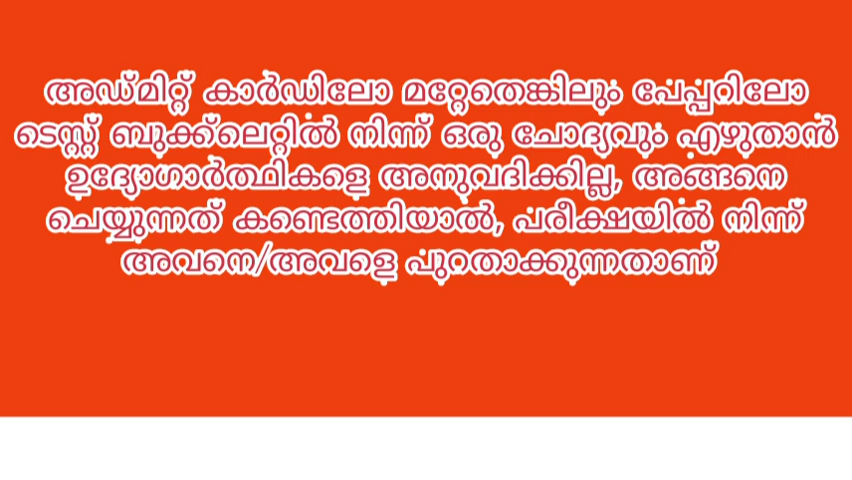 അഡ്മിറ്റ് കാർഡിലോ മറ്റേതെങ്കിലും പേപ്പറിലോ
ടെസ്റ്റ് ബുക്ക്ലെറ്റിൽ നിന്ന് ഒരു ചോദ്യവും എഴുതാൻ
ഉദ്യോഗാർത്ഥികളെ അനുവദിക്കില്ല, അങ്ങനെ
ചെയ്യുന്നത് കണ്ടെത്തിയാൽ, പരീക്ഷയിൽ നിന്ന്
അവനെ/അവളെ പുറതാക്കുന്നതാണ്